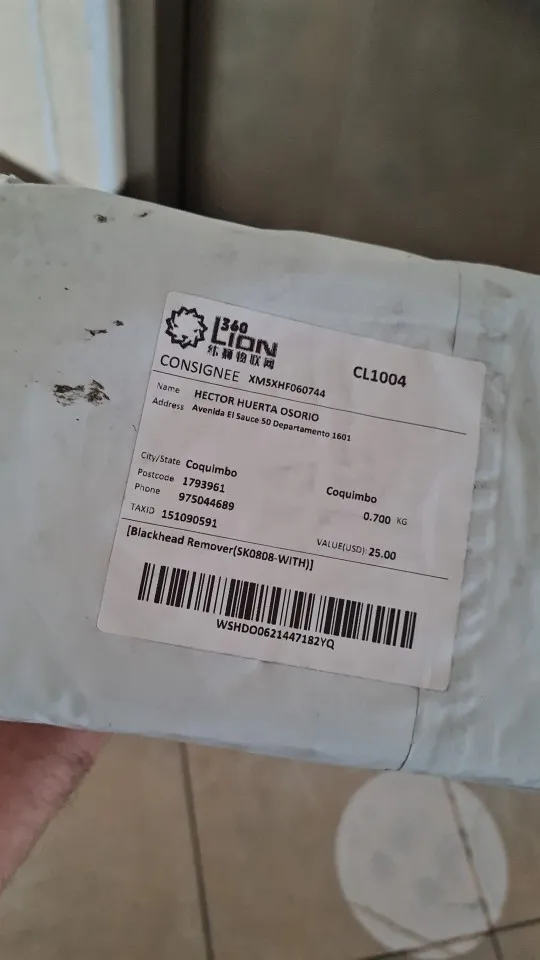 360
LION
纬狮物联网
CL1004
CONSIGNEE XM5XHF060744
Name HECTOR HUERTA OSORIO
Address Avenida El Sauce 50 Departamento 1601
City/State Coquimbo Coquimbo
Postcode 1793961 0.700 KG
Phone 975044689
TAXID 151090591 VALUE(USD) 25.00
[Blackhead Remover(SK0808-WITH)]
WSHDO0621447182YQ